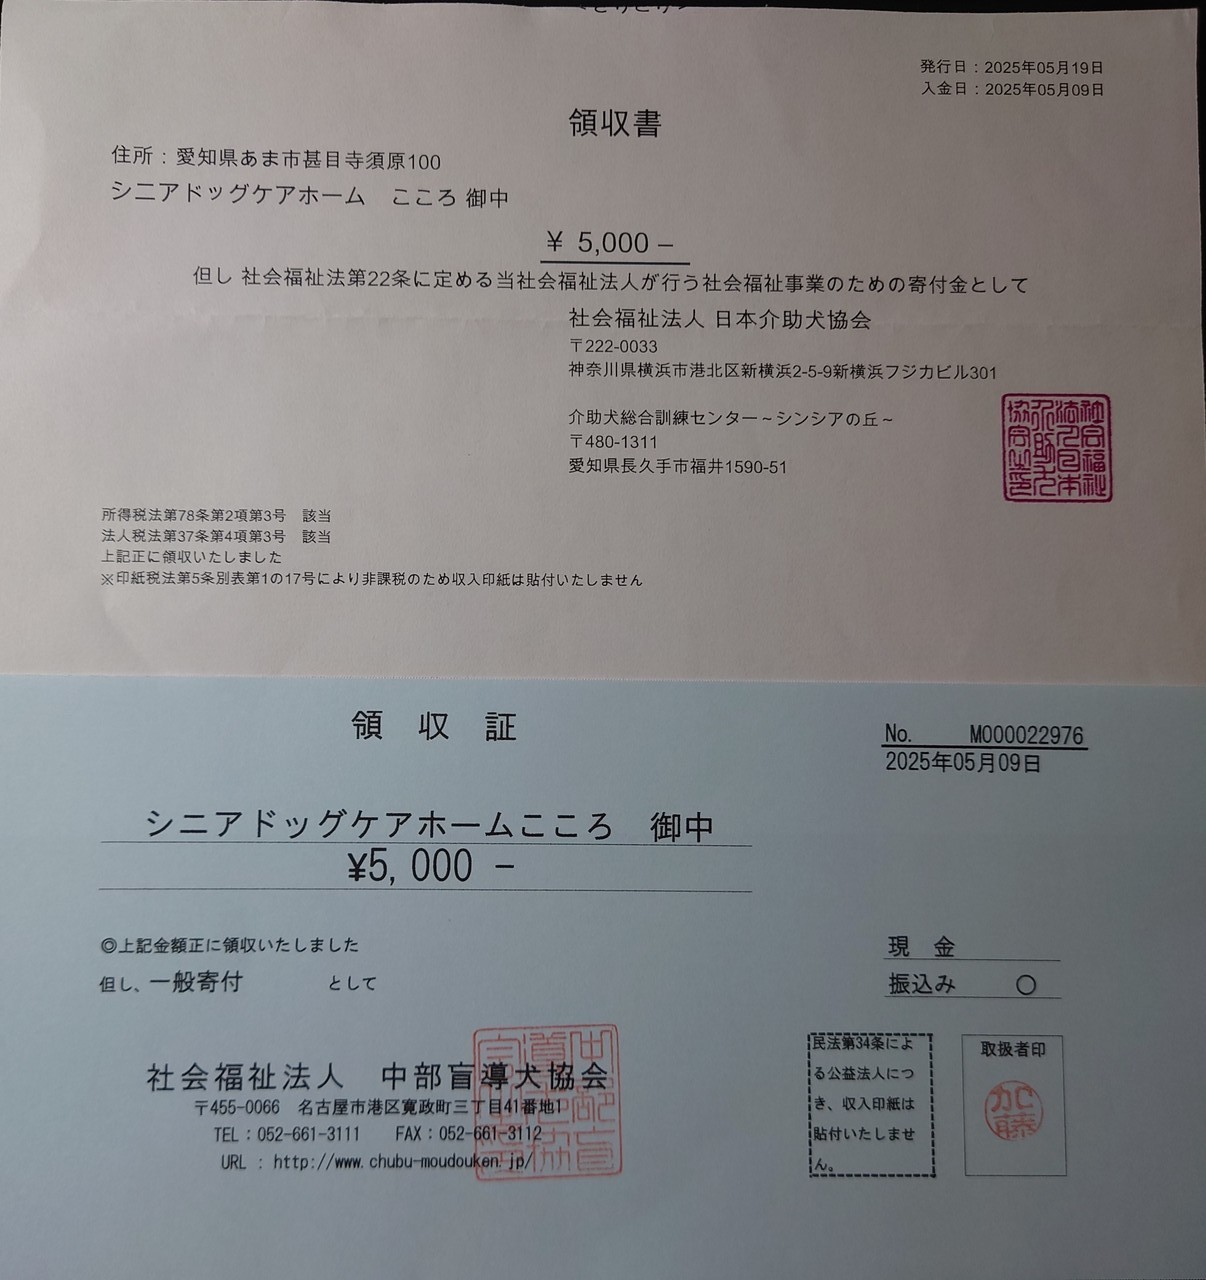 発行日：2025年05月19日
入金日：2025年05月09日
領収書
住所：愛知県あま市甚目寺須原100
シニアドッグケアホーム　こころ 御中
¥ 5,000 –
但し 社会福祉法第22条に定める当社会福祉法人が行う社会福祉事業のための寄付金として
社会福祉法人 日本介助犬協会
〒222-0033
神奈川県横浜市港北区新横浜2-5-9新横浜フジカビル301
介助犬総合訓練センター～シンシアの丘～
〒480-1311
愛知県長久手市福井1590-51
所得税法第78条第2項第3号　該当
法人税法第37条第4項第3号　該当
上記正に領収いたしました
※印紙税法第5条別表第1の17号により非課税のため収入印紙は貼付いたしません
領　収　証
No.　M000022976
2025年05月09日
シニアドッグケアホームこころ　御中
¥5,000 −
◎上記金額正に領収いたしました
但し、一般寄付　として
現　金
振込み　○
社会福祉法人　中部盲導犬協会
〒455-0066　名古屋市港区寛政町三丁目41番地1
TEL：052-661-3111　FAX：052-661-3112
URL : http://www.chubu-moudouken.jp/
民法第34条によ
る公益法人につ
き、収入印紙は
貼付いたしませ
ん。
取扱者印
加藤